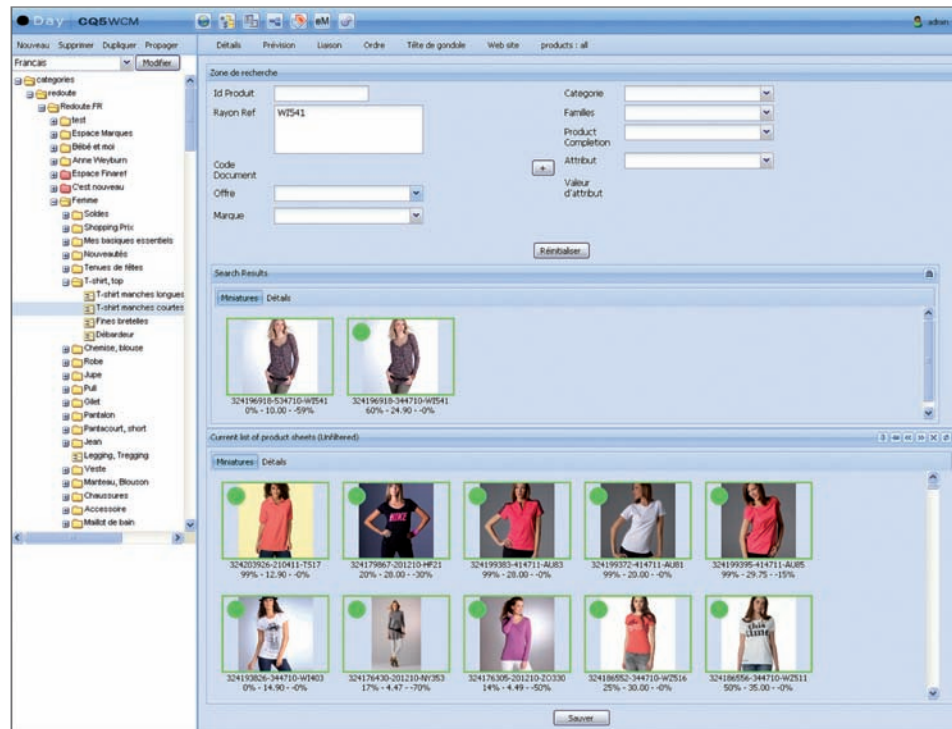 Day CQ5WCM
eM
admin
Nouveau Supprimer Dupliquer Propager
Détails Prévision Liaison Ordre Tête de gondole Web site products : all
Francais Modifier
categories
redoute
Redoute.FR
test
Espace Marques
Bébé et moi
Anne Weyburn
Espace Finaref
C'est nouveau
Femme
Soldes
Shopping Prix
Mes basiques essentiels
Nouveautés
Tenues de fêtes
T-shirt, top
T-shirt manches longues
T-shirt manches courtes
Fines bretelles
Débardeur
Chemise, blouse
Robe
Jupe
Pull
Gilet
Pantalon
Pantacourt, short
Jean
Legging, Tregging
Veste
Manteau, Blouson
Chaussures
Accessoire
Maillot de bain
Zone de recherche
Id Produit
Rayon Ref WI541
Code Document
Offre
Marque
Categorie
Familles
Product Completion
+
Attribut
Valeur d'attribut
Réinitialiser
Search Results
Miniatures Détails
324196918-534710-WI541
0% - 10.00 - -59%
324196918-344710-WI541
60% - 24.90 - -0%
Current list of product sheets (Unfiltered)
Miniatures Détails
324203926-210411-TS17
99% - 12.90 - -0%
324179867-201210-HF21
20% - 28.00 - -30%
324199383-414711-AU83
99% - 28.00 - -0%
324199372-414711-AU81
99% - 20.00 - -0%
324199395-414711-AU85
99% - 29.75 - -15%
324193826-344710-WI403
0% - 14.90 - -0%
324176430-201210-NY353
17% - 4.47 - -70%
324176305-201210-ZO330
14% - 4.49 - -50%
324186552-344710-WZ516
25% - 30.00 - -0%
324186556-344710-WZ511
50% - 35.00 - -0%
Sauver